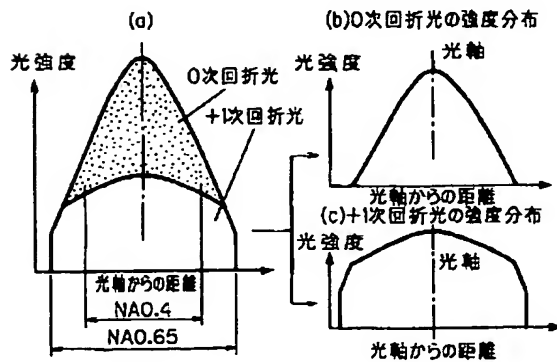 (a)
光強度
0次回折光
+1次回折光
光軸からの距離
NA0.4
NA0.65
(b)0次回折光の強度分布
光強度
光軸
光軸からの距離
(c)+1次回折光の強度分布
光強度
光軸
光軸からの距離